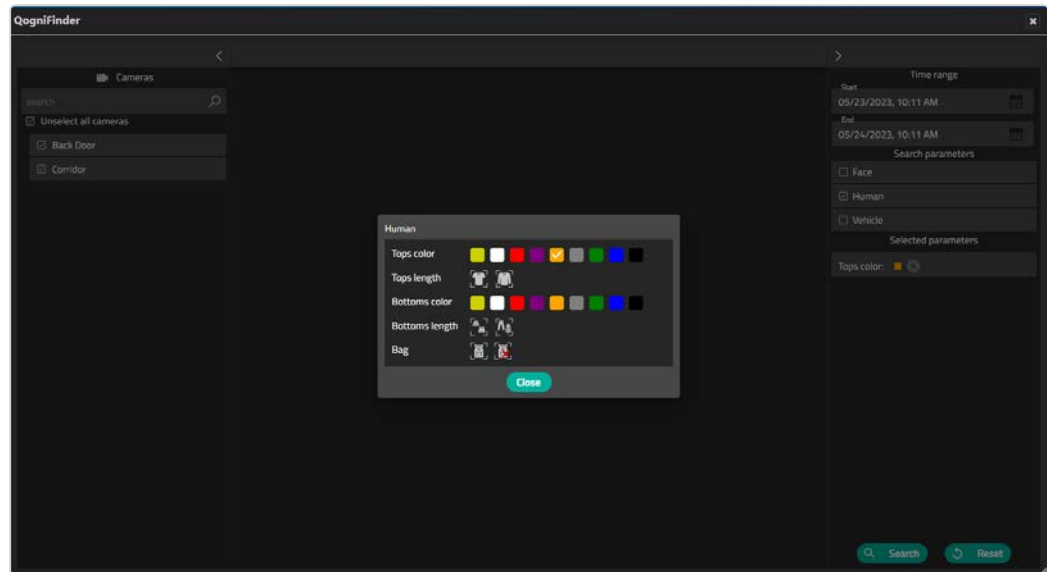 QogniFinder
Cameras
search
Unselect all cameras
Back Door
Corridor
Human
Tops color
Tops length
Bottoms color
Bottoms length
Bag
Close
Time range
Start
05/23/2023, 10:11 AM
End
05/24/2023, 10:11 AM
Search parameters
Face
Human
Vehicle
Selected parameters
Tops color:
Search
Reset